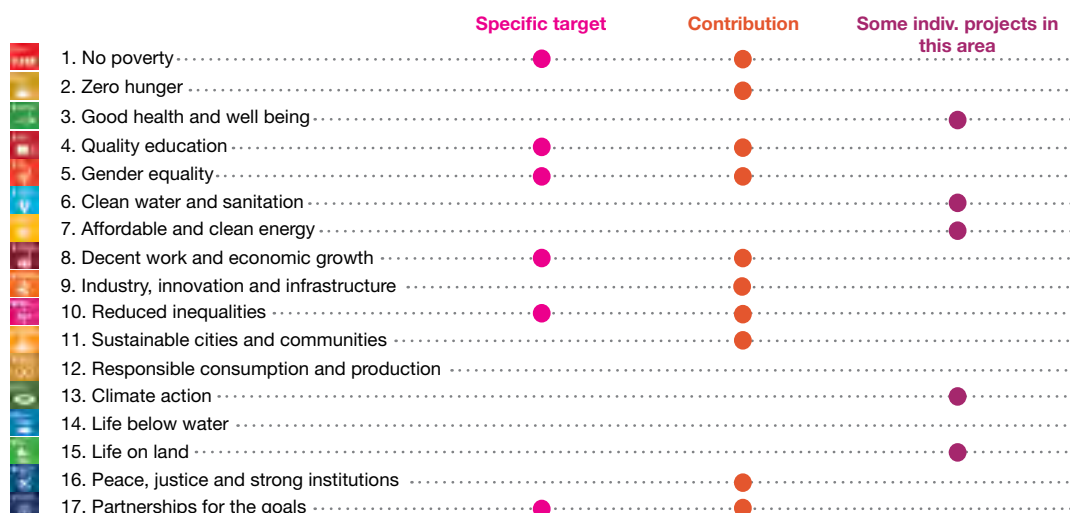 Specific target Contribution Some indiv. projects in
this area
1. No poverty
2. Zero hunger
3. Good health and well being
4. Quality education
5. Gender equality
6. Clean water and sanitation
7. Affordable and clean energy
8. Decent work and economic growth
9. Industry, innovation and infrastructure
10. Reduced inequalities
11. Sustainable cities and communities
12. Responsible consumption and production
13. Climate action
14. Life below water
15. Life on land
16. Peace, justice and strong institutions
17. Partnerships for the goals